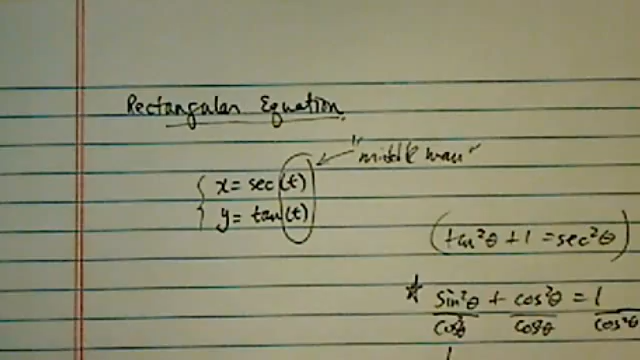 Rectangular Equation.
"middle man"
x = sec(t)
y = tan(t)
(tan²θ + 1 = sec²θ)
☆ sin²θ/cos²θ + cos²θ/cos²θ = 1/cos²θ